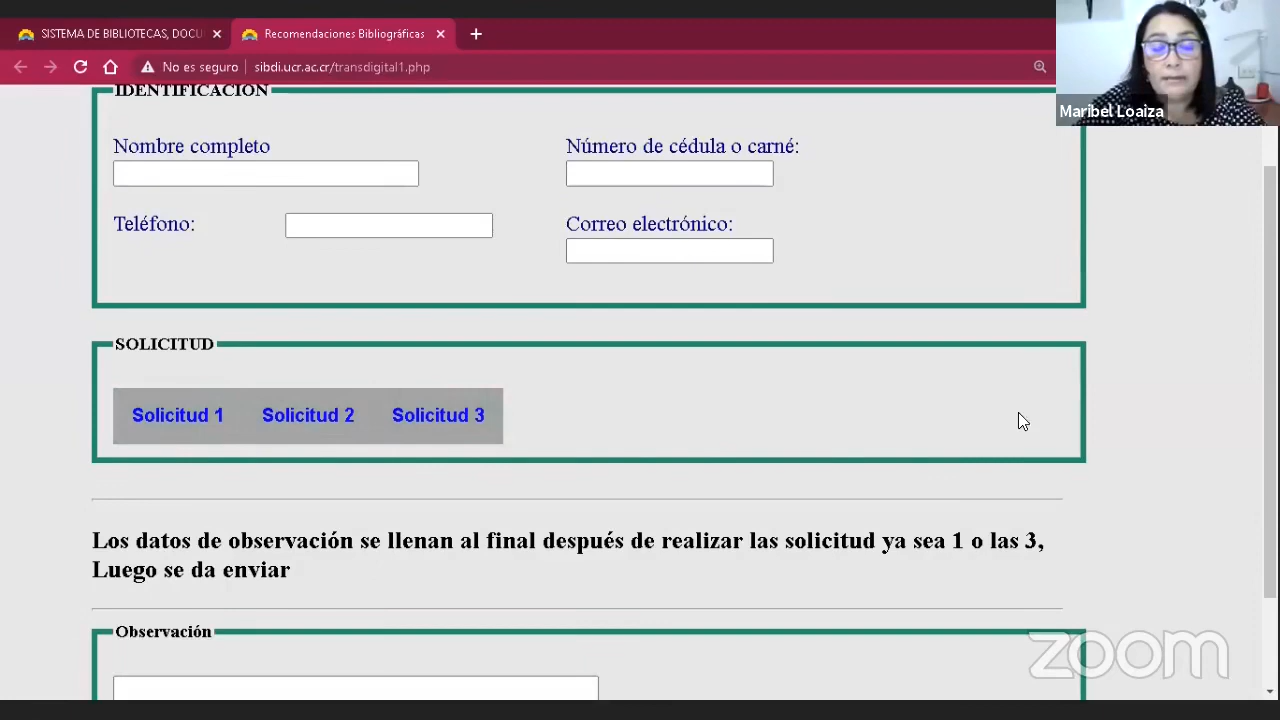 SISTEMA DE BIBLIOTECAS, DOCU
Recomendaciones Bibliográficas
No es seguro
sibdi.ucr.ac.cr/transdigital1.php
Maribel Loaiza
IDENTIFICACION
Nombre completo
Número de cédula o carné:
Teléfono:
Correo electrónico:
SOLICITUD
Solicitud 1
Solicitud 2
Solicitud 3
Los datos de observación se llenan al final después de realizar las solicitud ya sea 1 o las 3,
Luego se da enviar
Observación
zoom